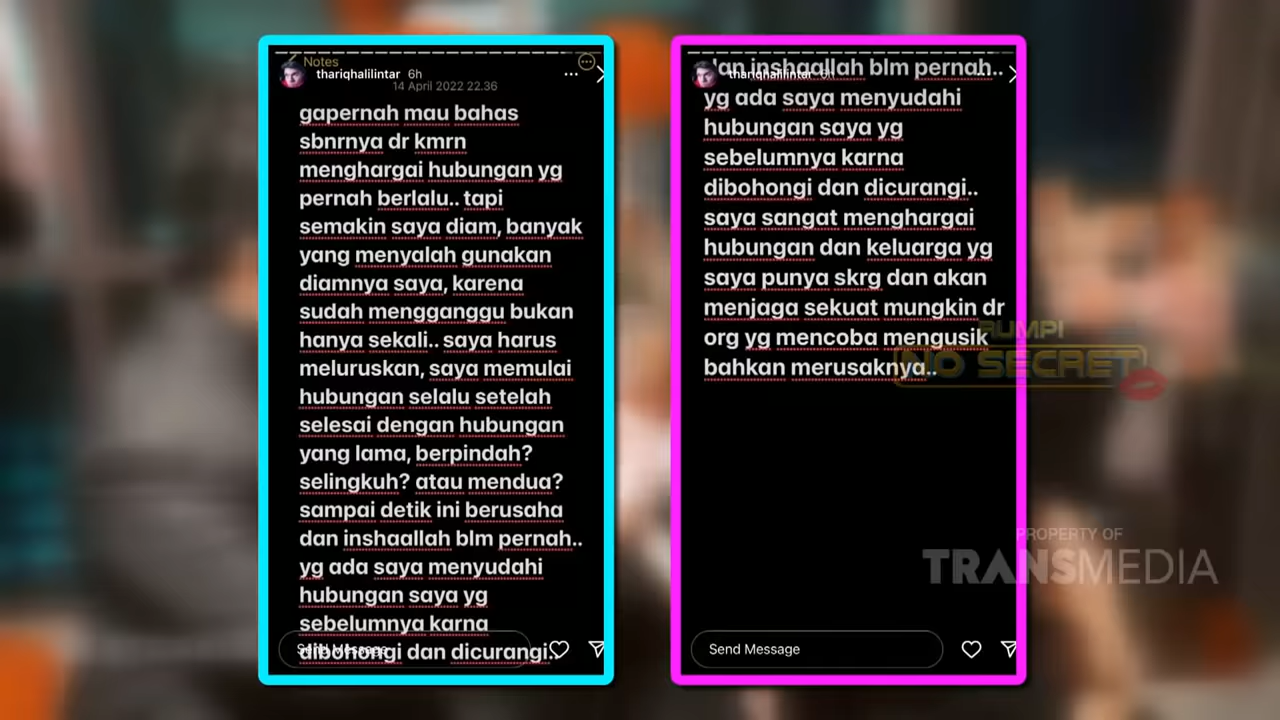 Notes
thariqhalilintar 6h
14 April 2022 22.36
gapernah mau bahas
sbnrnya dr kmrn
menghargai hubungan yg
pernah berlalu.. tapi
semakin saya diam, banyak
yang menyalah gunakan
diamnya saya, karena
sudah mengganggu bukan
hanya sekali.. saya harus
meluruskan, saya memulai
hubungan selalu setelah
selesai dengan hubungan
yang lama, berpindah?
selingkuh? atau mendua?
sampai detik ini berusaha
dan inshaallah blm pernah..
yg ada saya menyudahi
hubungan saya yg
sebelumnya karna
dibohongi dan dicurangi..
Send Message
dan inshaallah blm pernah..
thariqhalilintar
yg ada saya menyudahi
hubungan saya yg
sebelumnya karna
dibohongi dan dicurangi..
saya sangat menghargai
hubungan dan keluarga yg
saya punya skrg dan akan
menjaga sekuat mungkin dr
org yg mencoba mengusik
bahkan merusaknya..
Send Message
RUMPI
NO SECRET
PROPERTY OF
TRANSMEDIA